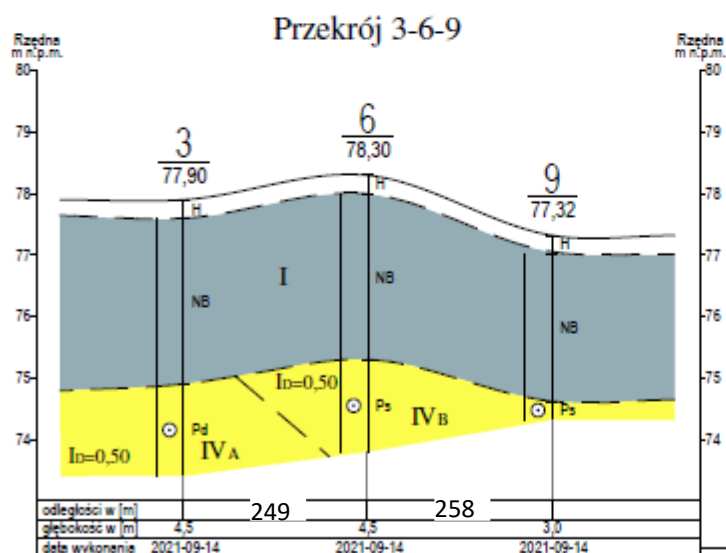 Przekrój 3-6-9
Rzędna
m n.p.m.
Rzędna
m n.p.m.
80
80
79
79
6
78,30
3
77,90
78
78
9
77,32
H
H
H
77
77
I
NB
NB
NB
76
76
75
75
ID=0,50
Ps
Ps
IVB
Pd
IVA
74
74
ID=0,50
odległości w [m]
249
258
głębokość w [m]
4,5
4,5
3,0
data wykonania
2021-09-14
2021-09-14
2021-09-14